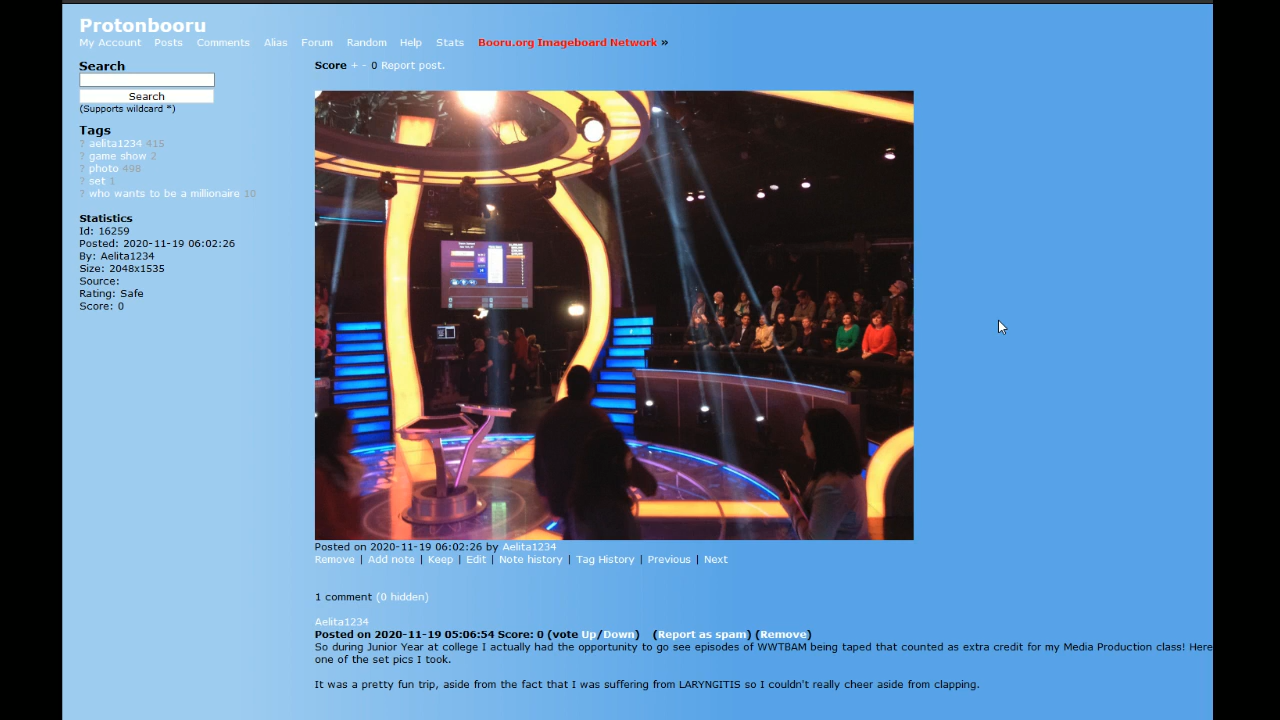 Protonbooru
My Account Posts Comments Alias Forum Random Help Stats Booru.org Imageboard Network »
Search
Search
(Supports wildcard *)
Tags
? aelita1234 415
? game show 2
? photo 498
? set 1
? who wants to be a millionaire 10
Statistics
Id: 16259
Posted: 2020-11-19 06:02:26
By: Aelita1234
Size: 2048x1535
Source:
Rating: Safe
Score: 0
Score + - 0 Report post.
Posted on 2020-11-19 06:02:26 by Aelita1234
Remove | Add note | Keep | Edit | Note history | Tag History | Previous | Next
1 comment (0 hidden)
Aelita1234
Posted on 2020-11-19 05:06:54 Score: 0 (vote Up/Down) (Report as spam) (Remove)
So during Junior Year at college I actually had the opportunity to go see episodes of WWTBAM being taped that counted as extra credit for my Media Production class! Here
one of the set pics I took.
It was a pretty fun trip, aside from the fact that I was suffering from LARYNGITIS so I couldn't really cheer aside from clapping.